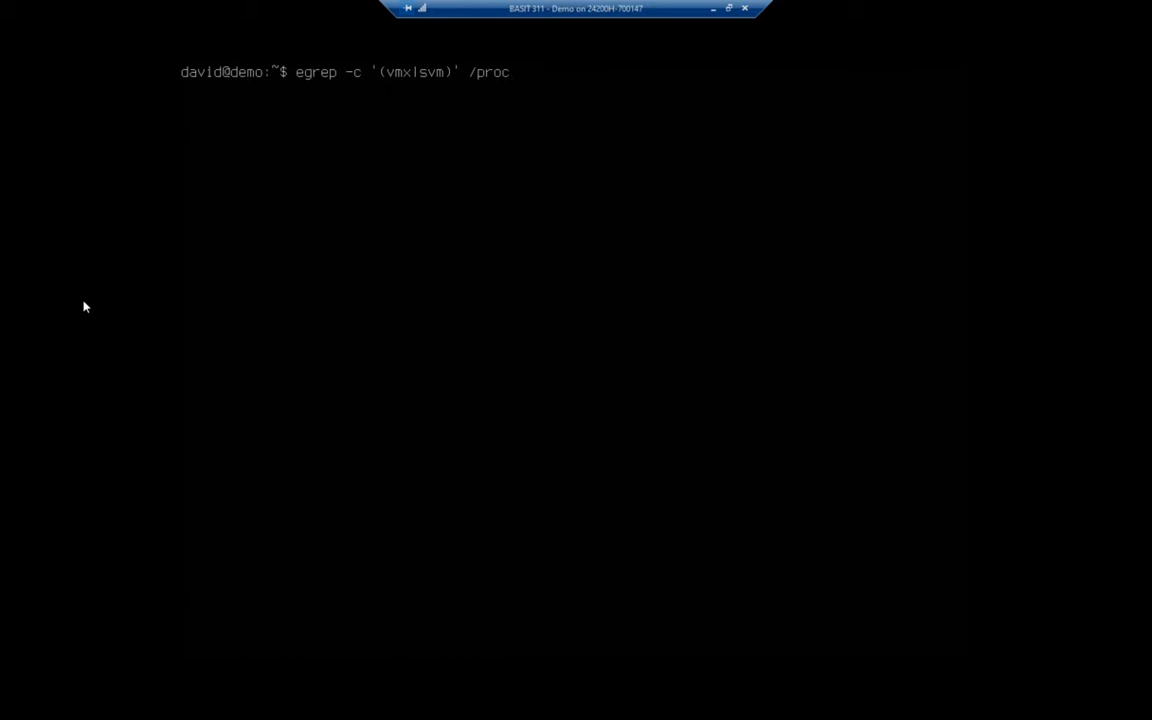 BASIT 311 - Demo on 24200H-700147
david@demo:~$ egrep -c '(vmx|svm)' /proc